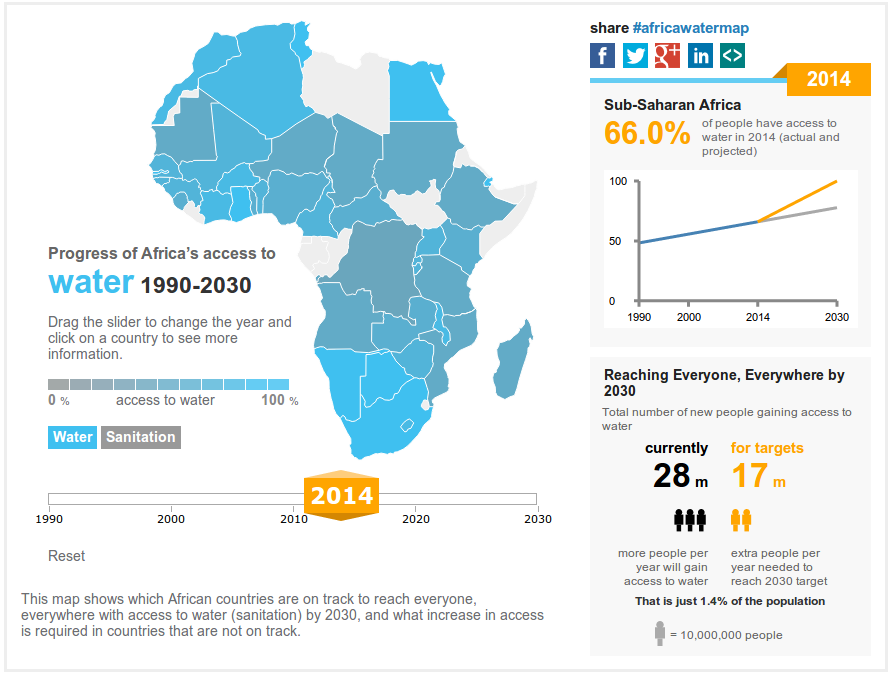 share #africawatermap
f g+1 in <>
2014
Sub-Saharan Africa
66.0%
of people have access to
water in 2014 (actual and
projected)
100
50
0
1990 2000 2014 2030
Progress of Africa's access to
water 1990-2030
Drag the slider to change the year and
click on a country to see more
information.
0 % access to water 100 %
Water Sanitation
2014
1990 2000 2010 2020 2030
Reset
This map shows which African countries are on track to reach everyone,
everywhere with access to water (sanitation) by 2030, and what increase in access
is required in countries that are not on track.
Reaching Everyone, Everywhere by
2030
Total number of new people gaining access to
water
currently for targets
28 m 17 m
more people per
year will gain
access to water
extra people per
year needed to
reach 2030 target
That is just 1.4% of the population
= 10,000,000 people